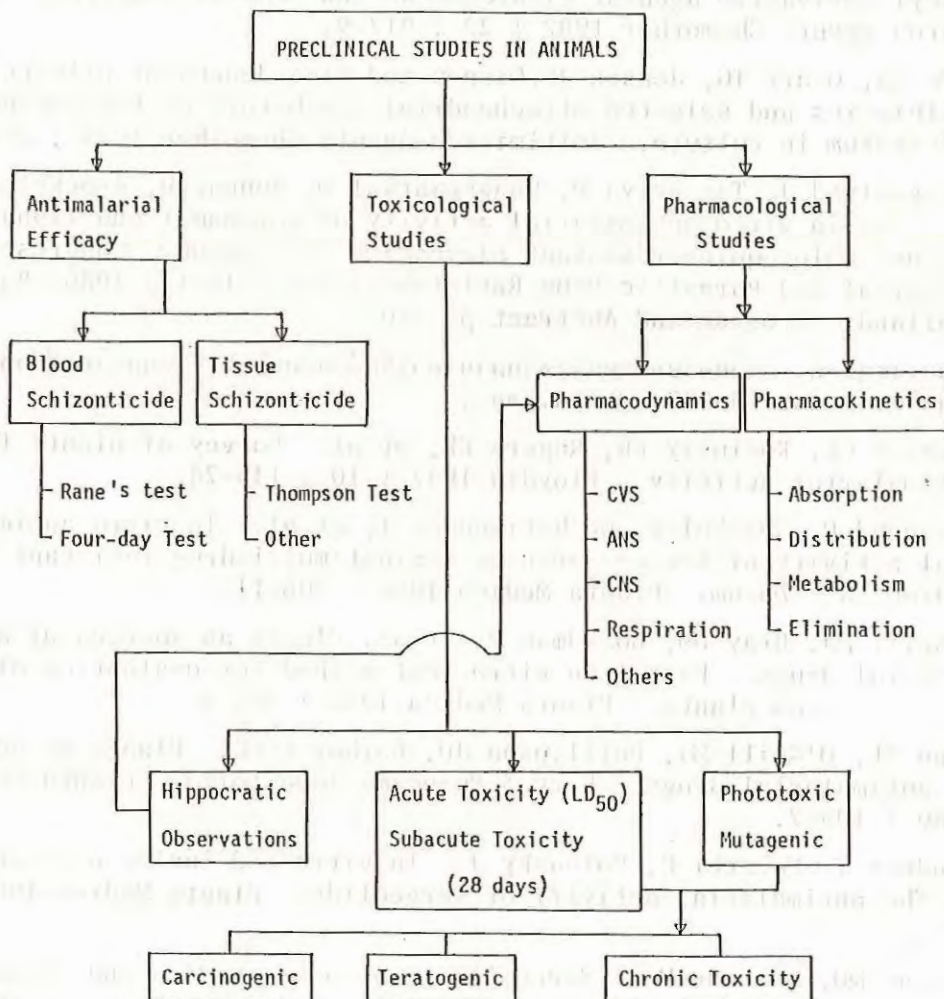 PRECLINICAL STUDIES IN ANIMALS
Antimalarial
Efficacy
Toxicological
Studies
Pharmacological
Studies
Blood
Schizonticide
Tissue
Schizonticide
Pharmacodynamics
Pharmacokinetics
Rane's test
Four-day Test
Thompson Test
Other
CVS
ANS
CNS
Respiration
Others
Absorption
Distribution
Metabolism
Elimination
Hippocratic
Observations
Acute Toxicity (LD50)
Subacute Toxicity
(28 days)
Phototoxic
Mutagenic
Carcinogenic
Teratogenic
Chronic Toxicity